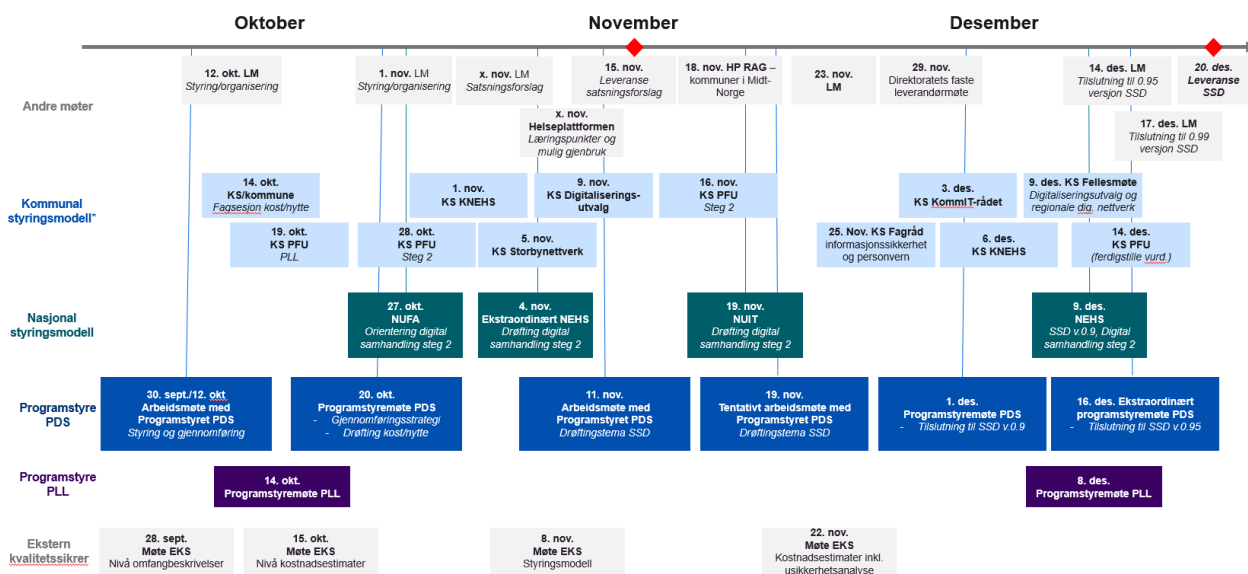 Oktober
November
Desember
Andre møter
12. okt. LM
Styring/organisering
1. nov. LM
Styring/organisering
x. nov. LM
Satsningsforslag
15. nov.
Leveranse
satsningsforslag
18. nov. HP RAG –
kommuner i Midt-
Norge
23. nov.
LM
29. nov.
Direktoratets faste
leverandørmøte
14. des. LM
Tilslutning til 0.95
versjon SSD
20. des.
Leveranse
SSD
x. nov.
Helseplattformen
Læringspunkter og
mulig gjenbruk
17. des. LM
Tilslutning til 0.99
versjon SSD
Kommunal
styringsmodell*
14. okt.
KS/kommune
Fagsesjon kost/nytte
1. nov.
KS KNEHS
9. nov.
KS Digitaliserings-
utvalg
16. nov.
KS PFU
Steg 2
3. des.
KS KommIT-rådet
9. des. KS Fellesmøte
Digitaliseringsutvalg og
regionale dig. nettverk
19. okt.
KS PFU
PLL
28. okt.
KS PFU
Steg 2
5. nov.
KS Storbynettverk
25. Nov. KS Fagråd
informasjonssikkerhet
og personvern
6. des.
KS KNEHS
14. des.
KS PFU
(ferdigstille vurd.)
Nasjonal
styringsmodell
27. okt.
NUFA
Orientering digital
samhandling steg 2
4. nov.
Ekstraordinært NEHS
Drøfting digital
samhandling steg 2
19. nov.
NUIT
Drøfting digital
samhandling steg 2
9. des.
NEHS
SSD v.0.9, Digital
samhandling steg 2
Programstyre
PDS
30. sept./12. okt
Arbeidsmøte med
Programstyret PDS
Styring og gjennomføring
20. okt.
Programstyremøte PDS
- Gjennomføringsstrategi
- Drøfting kost/nytte
11. nov.
Arbeidsmøte med
Programstyret PDS
Drøftingstema SSD
19. nov.
Tentativt arbeidsmøte med
Programstyret PDS
Drøftingstema SSD
1. des.
Programstyremøte PDS
- Tilslutning til SSD v.0.9
16. des. Ekstraordinært
programstyremøte PDS
- Tilslutning til SSD v.0.95
Programstyre
PLL
14. okt.
Programstyremøte PLL
8. des.
Programstyremøte PLL
Ekstern
kvalitetssikrer
28. sept.
Møte EKS
Nivå omfangbeskrivelser
15. okt.
Møte EKS
Nivå kostnadsestimater
8. nov.
Møte EKS
Styringsmodell
22. nov.
Møte EKS
Kostnadsestimater inkl.
usikkerhetsanalyse